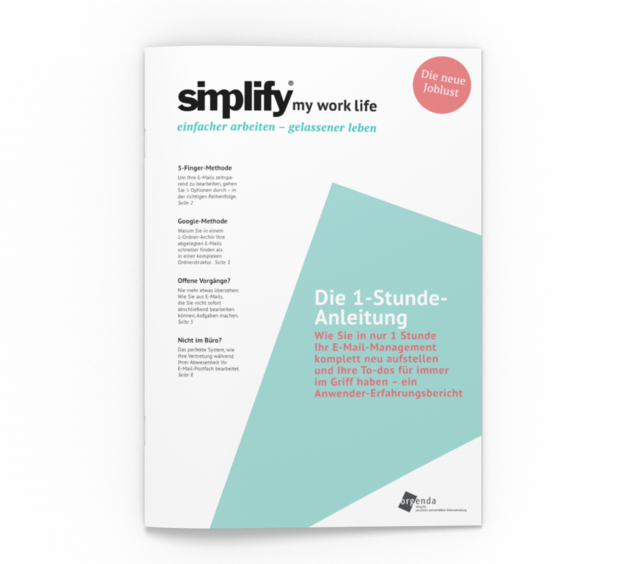 simplify® my work life
einfacher arbeiten – gelassener leben
Die neue
Joblust
5-Finger-Methode
Um Ihre E-Mails zeitspa-
rend zu bearbeiten, gehen
Sie 5 Optionen durch – in
der richtigen Reihenfolge.
Seite 2
Google-Methode
Warum Sie in einem
1-Ordner-Archiv Ihre
abgelegten E-Mails
schneller finden als
in einer komplexen
Ordnerstruktur. Seite 3
Offene Vorgänge?
Nie mehr etwas übersehen:
Wie Sie aus E-Mails,
die Sie nicht sofort
abschließend bearbeiten
können, Aufgaben machen.
Seite 5
Nicht im Büro?
Das perfekte System, wie
Ihre Vertretung während
Ihrer Abwesenheit Ihr
E-Mail-Postfach bearbeitet.
Seite 8
Die 1-Stunde-
Anleitung
Wie Sie in nur 1 Stunde
Ihr E-Mail-Management
komplett neu aufstellen
und Ihre To-dos für immer
im Griff haben – ein
Anwender-Erfahrungsbericht
orgenda